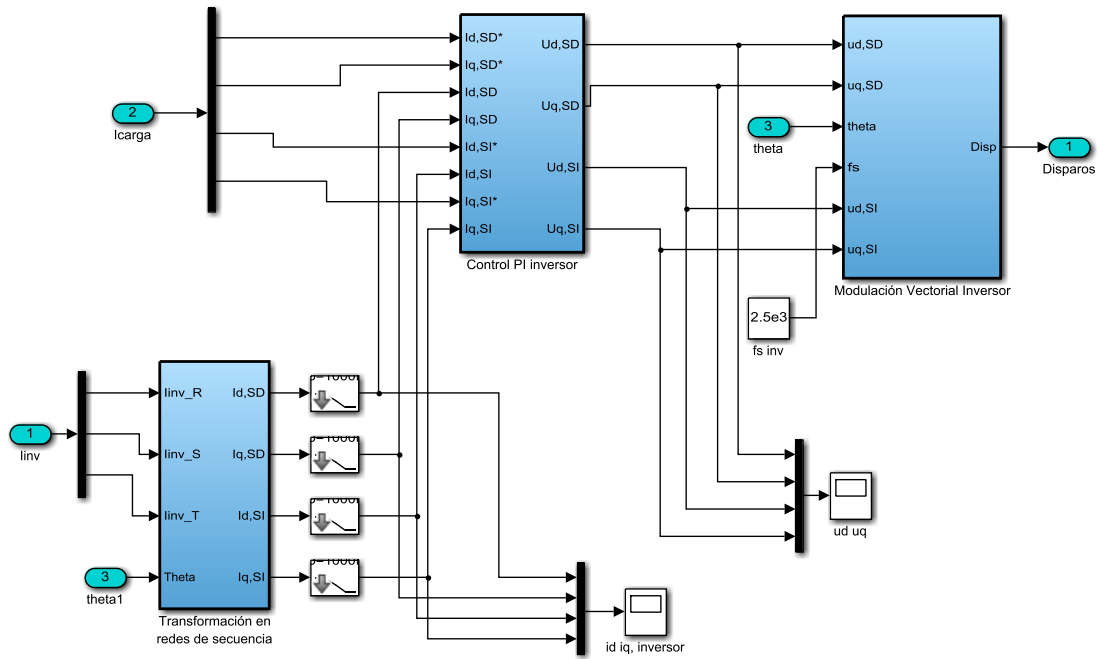 2
Icarga
Id,SD*
Iq,SD*
Id,SD
Iq,SD
Id,SI*
Id,SI
Iq,SI*
Iq,SI
Ud,SD
Uq,SD
Ud,SI
Uq,SI
Control PI inversor
3
theta
ud,SD
uq,SD
theta
fs
ud,SI
uq,SI
Disp
Modulación Vectorial Inversor
1
Disparos
2.5e3
fs inv
1
Iinv
3
theta1
Iinv_R
Iinv_S
Iinv_T
Theta
Id,SD
Iq,SD
Id,SI
Iq,SI
Transformación en
redes de secuencia
id iq, inversor
ud uq